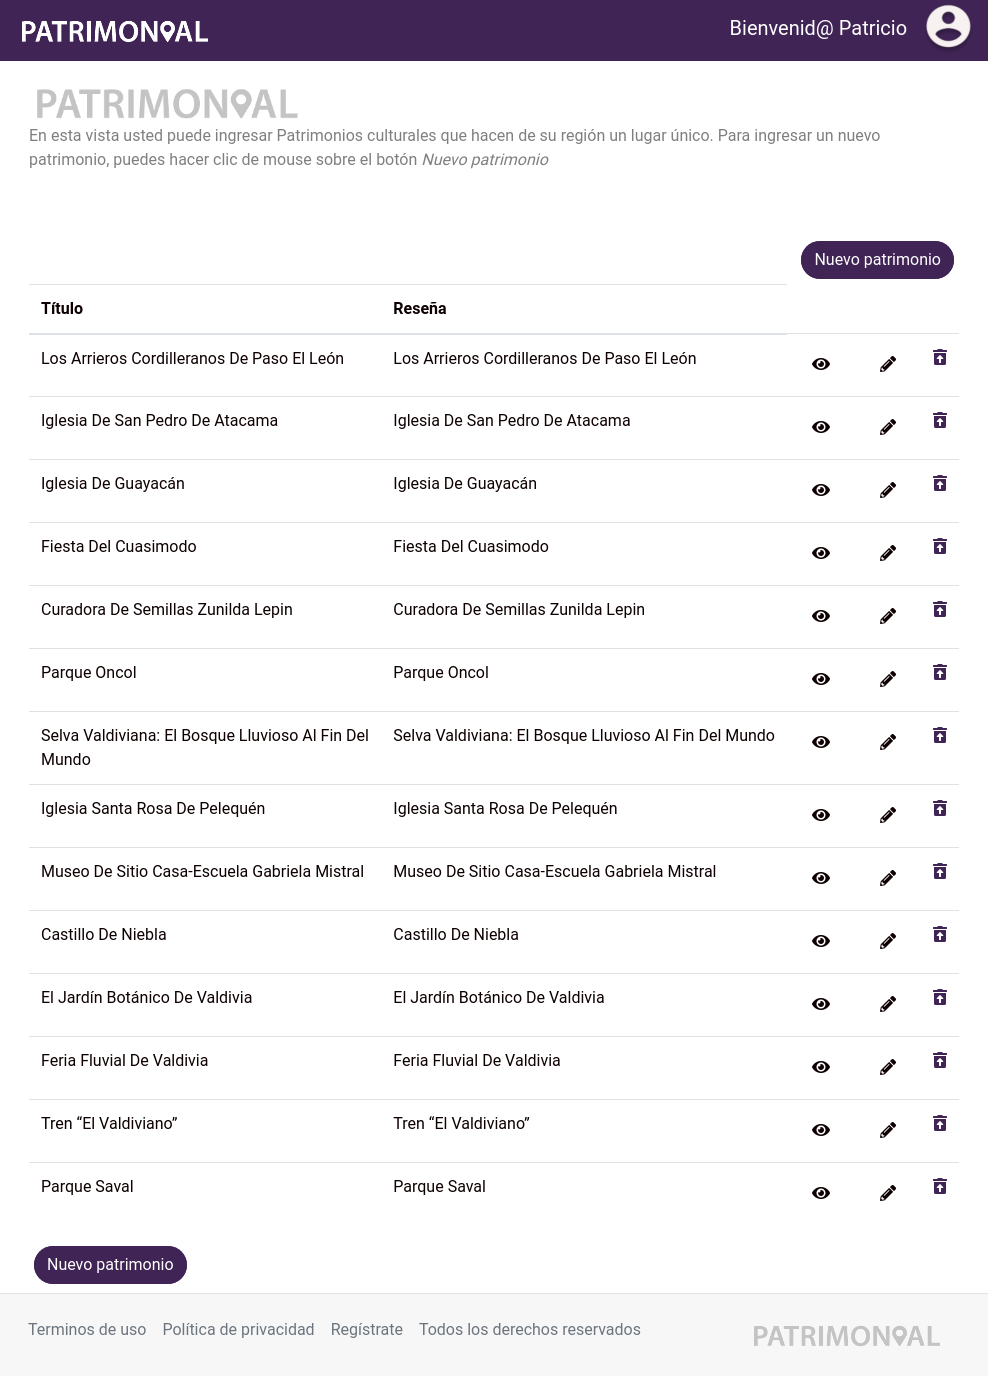 PATRIMONIAL
Bienvenid@ Patricio
PATRIMONIAL
En esta vista usted puede ingresar Patrimonios culturales que hacen de su región un lugar único. Para ingresar un nuevo
patrimonio, puedes hacer clic de mouse sobre el botón Nuevo patrimonio
Nuevo patrimonio
Título Reseña
Los Arrieros Cordilleranos De Paso El León Los Arrieros Cordilleranos De Paso El León
Iglesia De San Pedro De Atacama Iglesia De San Pedro De Atacama
Iglesia De Guayacán Iglesia De Guayacán
Fiesta Del Cuasimodo Fiesta Del Cuasimodo
Curadora De Semillas Zunilda Lepin Curadora De Semillas Zunilda Lepin
Parque Oncol Parque Oncol
Selva Valdiviana: El Bosque Lluvioso Al Fin Del Selva Valdiviana: El Bosque Lluvioso Al Fin Del Mundo
Mundo
Iglesia Santa Rosa De Pelequén Iglesia Santa Rosa De Pelequén
Museo De Sitio Casa-Escuela Gabriela Mistral Museo De Sitio Casa-Escuela Gabriela Mistral
Castillo De Niebla Castillo De Niebla
El Jardín Botánico De Valdivia El Jardín Botánico De Valdivia
Feria Fluvial De Valdivia Feria Fluvial De Valdivia
Tren “El Valdiviano” Tren “El Valdiviano”
Parque Saval Parque Saval
Nuevo patrimonio
Terminos de uso Política de privacidad Regístrate Todos los derechos reservados
PATRIMONIAL